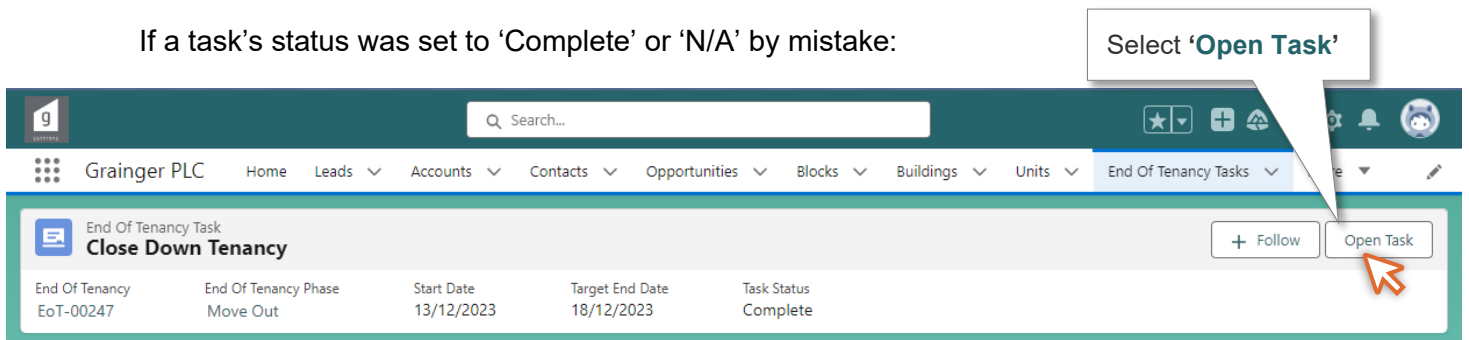 If a task’s status was set to ‘Complete’ or ‘N/A’ by mistake:
Select ‘Open Task’
g
Search...
Grainger PLC Home Leads Accounts Contacts Opportunities Blocks Buildings Units End Of Tenancy Tasks
End Of Tenancy Task
Close Down Tenancy
+ Follow Open Task
End Of Tenancy End Of Tenancy Phase Start Date Target End Date Task Status
EoT-00247 Move Out 13/12/2023 18/12/2023 Complete